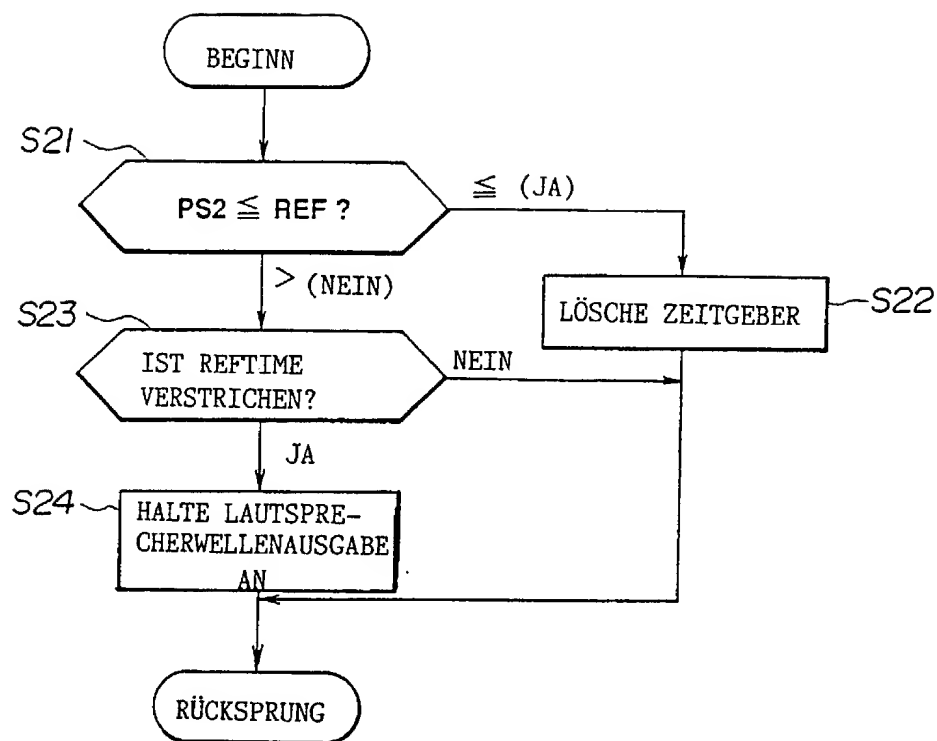 BEGINN
S21
PS2 ≦ REF ?
≦ (JA)
> (NEIN)
LÖSCHE ZEITGEBER
S22
S23
IST REFTIME
VERSTRICHEN?
NEIN
JA
S24
HALTE LAUTSPRE-
CHERWELLENAUSGABE
AN
RÜCKSPRUNG